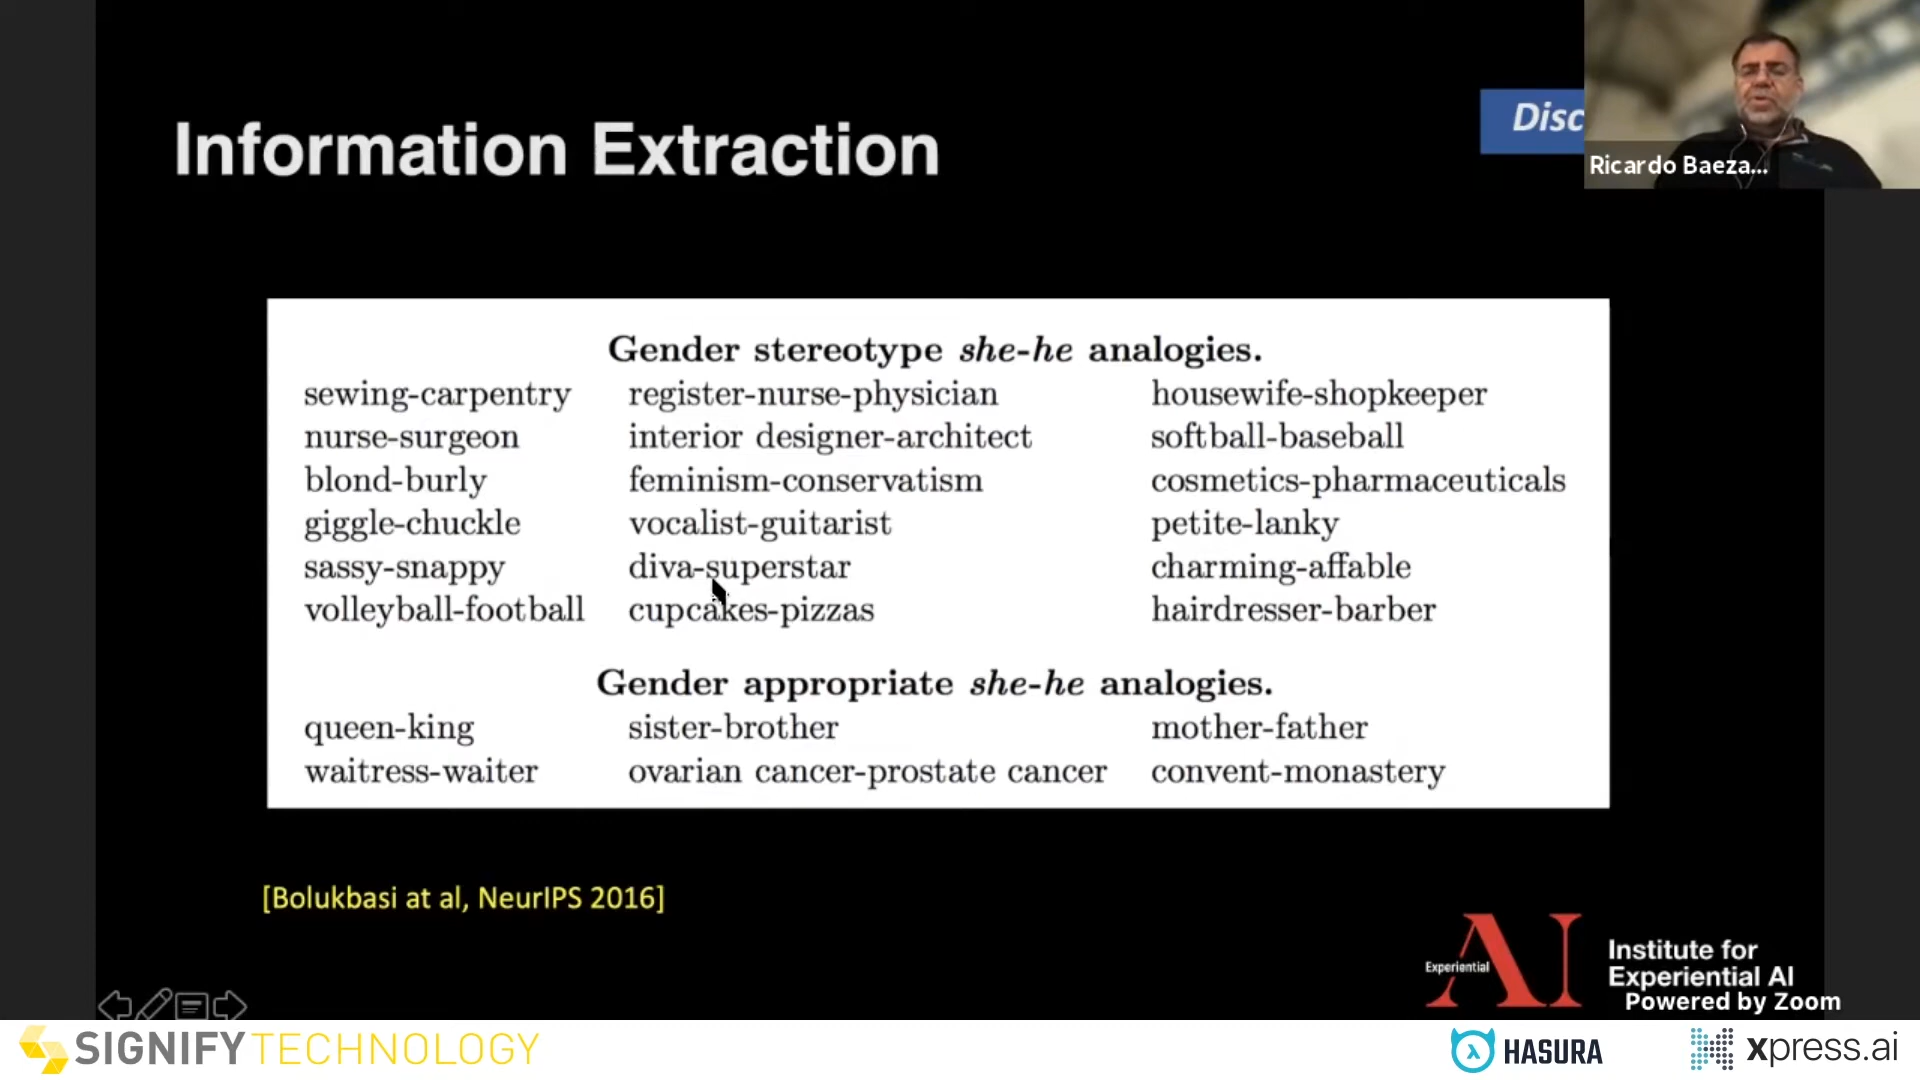 Information Extraction
Disc
Ricardo Baeza...
Gender stereotype she-he analogies.
sewing-carpentry register-nurse-physician housewife-shopkeeper
nurse-surgeon interior designer-architect softball-baseball
blond-burly feminism-conservatism cosmetics-pharmaceuticals
giggle-chuckle vocalist-guitarist petite-lanky
sassy-snappy diva-superstar charming-affable
volleyball-football cupcakes-pizzas hairdresser-barber
Gender appropriate she-he analogies.
queen-king sister-brother mother-father
waitress-waiter ovarian cancer-prostate cancer convent-monastery
[Bolukbasi at al, NeurIPS 2016]
Experiential AI
Institute for
Experiential AI
Powered by Zoom
SIGNIFY TECHNOLOGY
HASURA
xpress.ai